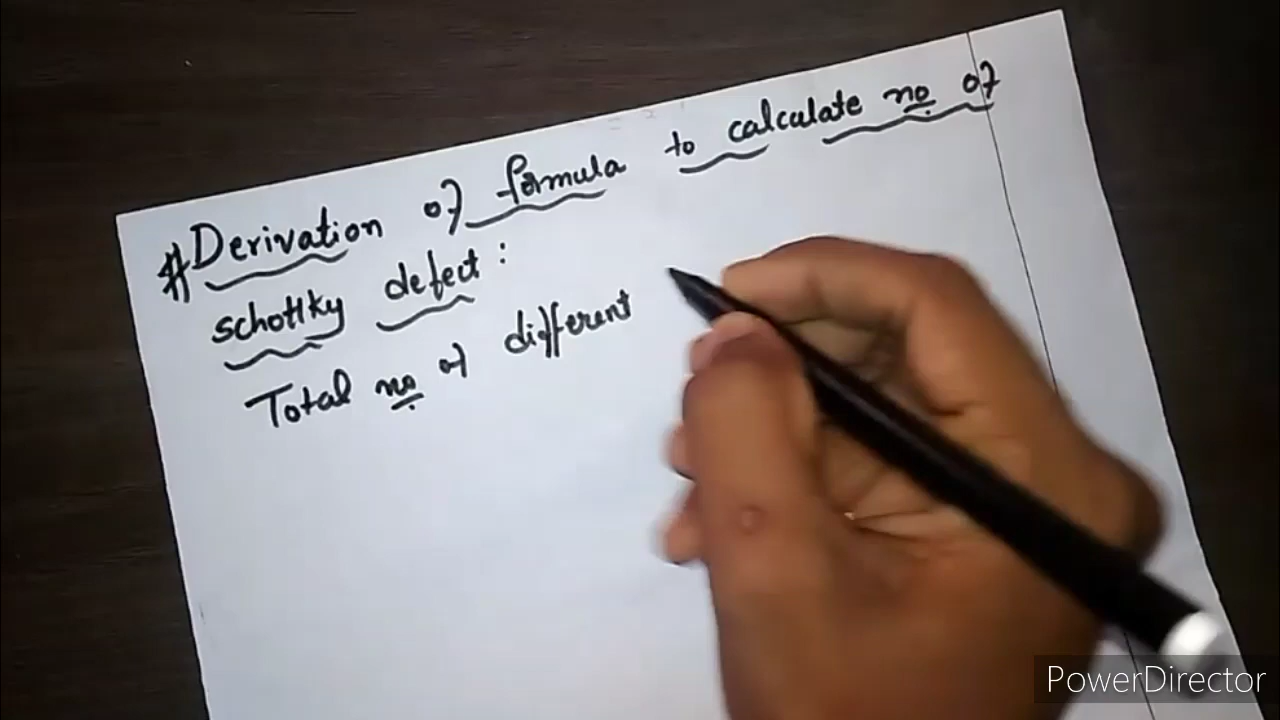 # Derivation of formula to calculate no of
schottky defect :
Total no of different
PowerDirector